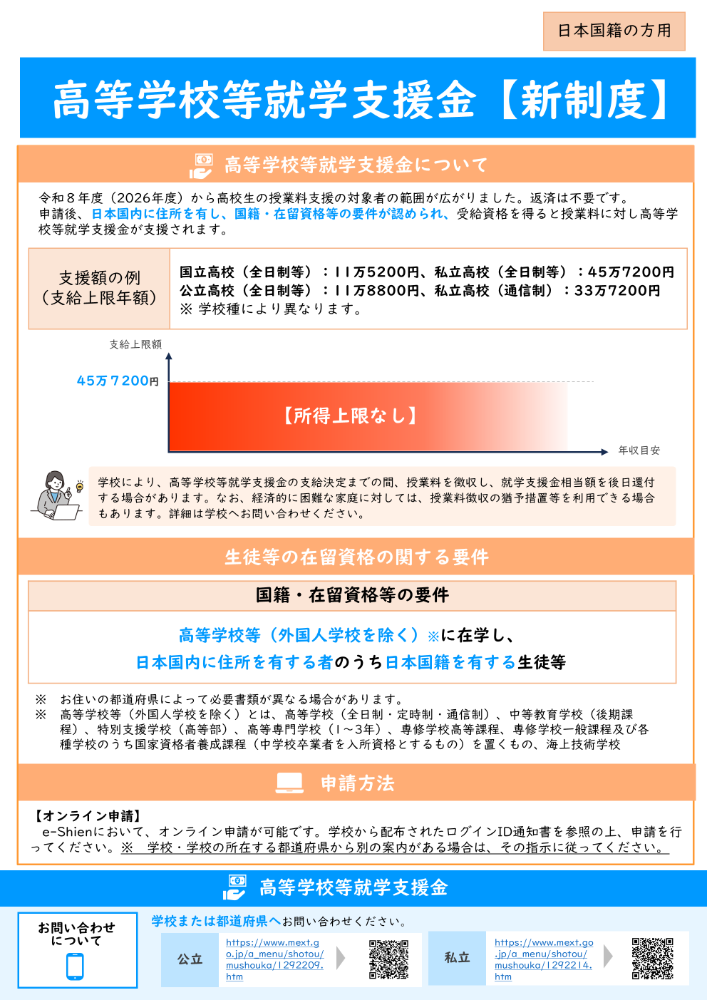 日本国籍の方用
高等学校等就学支援金【新制度】
高等学校等就学支援金について
令和８年度（2026年度）から高校生の授業料支援の対象者の範囲が広がりました。返済は不要です。
申請後、日本国内に住所を有し、国籍・在留資格等の要件が認められ、受給資格を得ると授業料に対し高等学
校等就学支援金が支援されます。
支援額の例
（支給上限年額）
国立高校（全日制等）：11万5200円、私立高校（全日制等）：45万7200円
公立高校（全日制等）：11万8800円、私立高校（通信制）：33万7200円
※ 学校種により異なります。
支給上限額
45万７200円
【所得上限なし】
年収目安
学校により、高等学校等就学支援金の支給決定までの間、授業料を徴収し、就学支援金相当額を後日還付
する場合があります。なお、経済的に困難な家庭に対しては、授業料徴収の猶予措置等を利用できる場合
もあります。詳細は学校へお問い合わせください。
生徒等の在留資格の関する要件
国籍・在留資格等の要件
高等学校等（外国人学校を除く）※に在学し、
日本国内に住所を有する者のうち日本国籍を有する生徒等
※　お住いの都道府県によって必要書類が異なる場合があります。
※　高等学校等（外国人学校を除く）とは、高等学校（全日制・定時制・通信制）、中等教育学校（後期課
程）、特別支援学校（高等部）、高等専門学校（1～3年）、専修学校高等課程、専修学校一般課程及び各
種学校のうち国家資格者養成課程（中学校卒業者を入所資格とするもの）を置くもの、海上技術学校
申請方法
【オンライン申請】
e-Shienにおいて、オンライン申請が可能です。学校から配布されたログインID通知書を参照の上、申請を行
ってください。※　学校・学校の所在する都道府県から別の案内がある場合は、その指示に従ってください。
高等学校等就学支援金
お問い合わせ
について
学校または都道府県へお問い合わせください。
公立
https://www.mext.g
o.jp/a_menu/shotou/
mushouka/1292209.
htm
私立
https://www.mext.go
.jp/a_menu/shotou/
mushouka/1292214.
htm